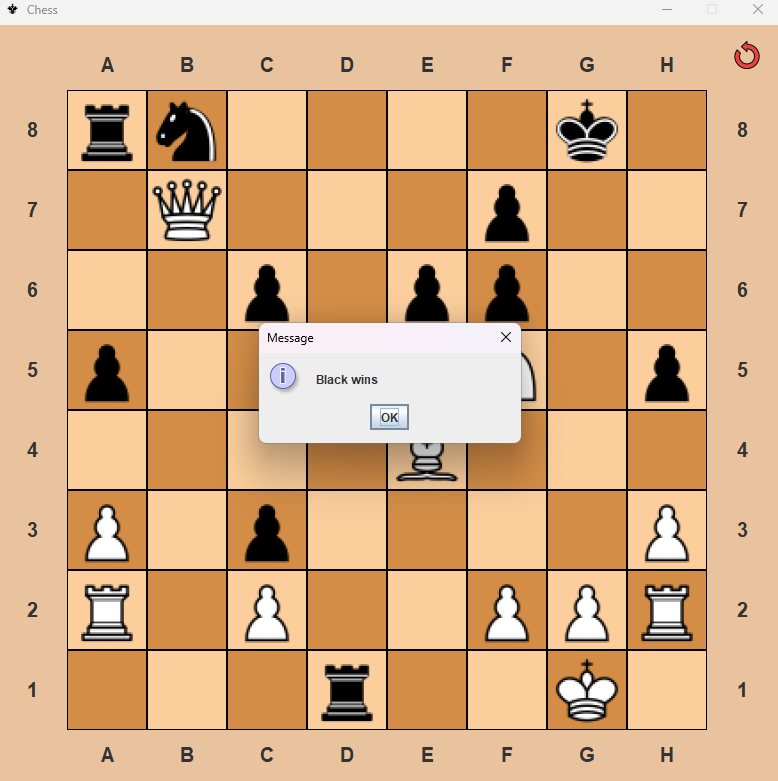 Chess
A B C D E F G H
8 8
7 7
6 6
Message
5 Black wins 5
OK
4 4
3 3
2 2
1 1
A B C D E F G H